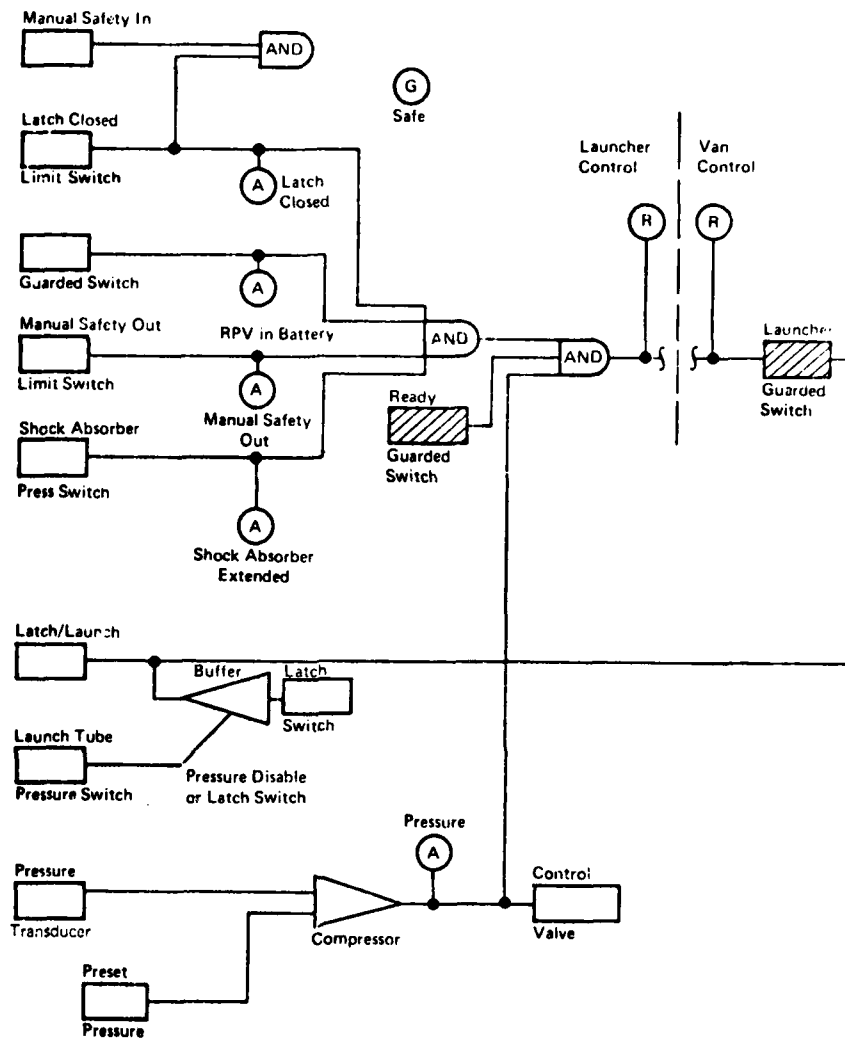 Manual Safety In
AND
G
Safe
Latch Closed
Limit Switch
A
Latch
Closed
Launcher
Control
Van
Control
R
R
Guarded Switch
A
Manual Safety Out
RPV in Battery
Limit Switch
A
Manual Safety
Out
AND
AND
Launcher
Guarded
Switch
Ready
Guarded
Switch
Shock Absorber
Press Switch
A
Shock Absorber
Extended
Latch/Launch
Buffer
Latch
Switch
Launch Tube
Pressure Switch
Pressure Disable
or Latch Switch
Pressure
A
Pressure
Transducer
Compressor
Control
Valve
Preset
Pressure